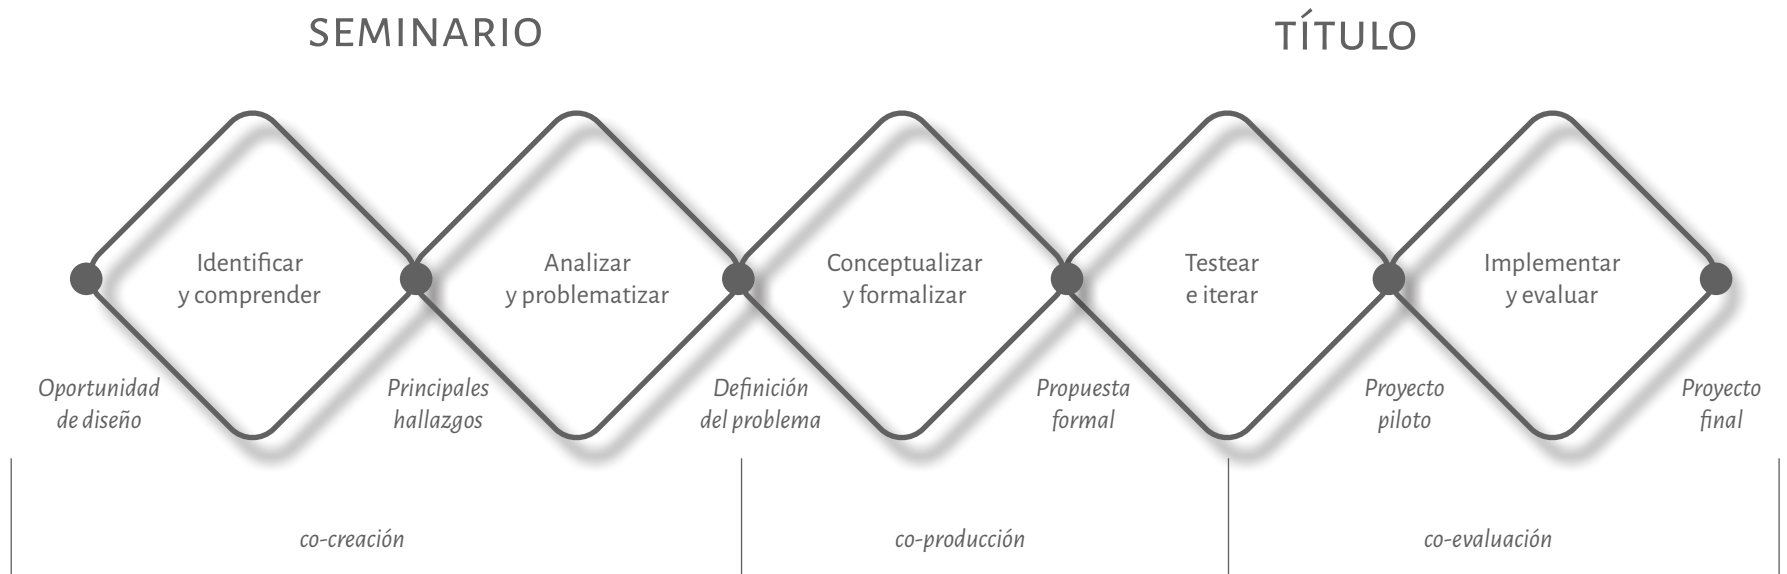 SEMINARIO
TÍTULO
Identificar
y comprender
Analizar
y problematizar
Conceptualizar
y formalizar
Testear
e iterar
Implementar
y evaluar
Oportunidad
de diseño
Principales
hallazgos
Definición
del problema
Propuesta
formal
Proyecto
piloto
Proyecto
final
co-creación
co-producción
co-evaluación